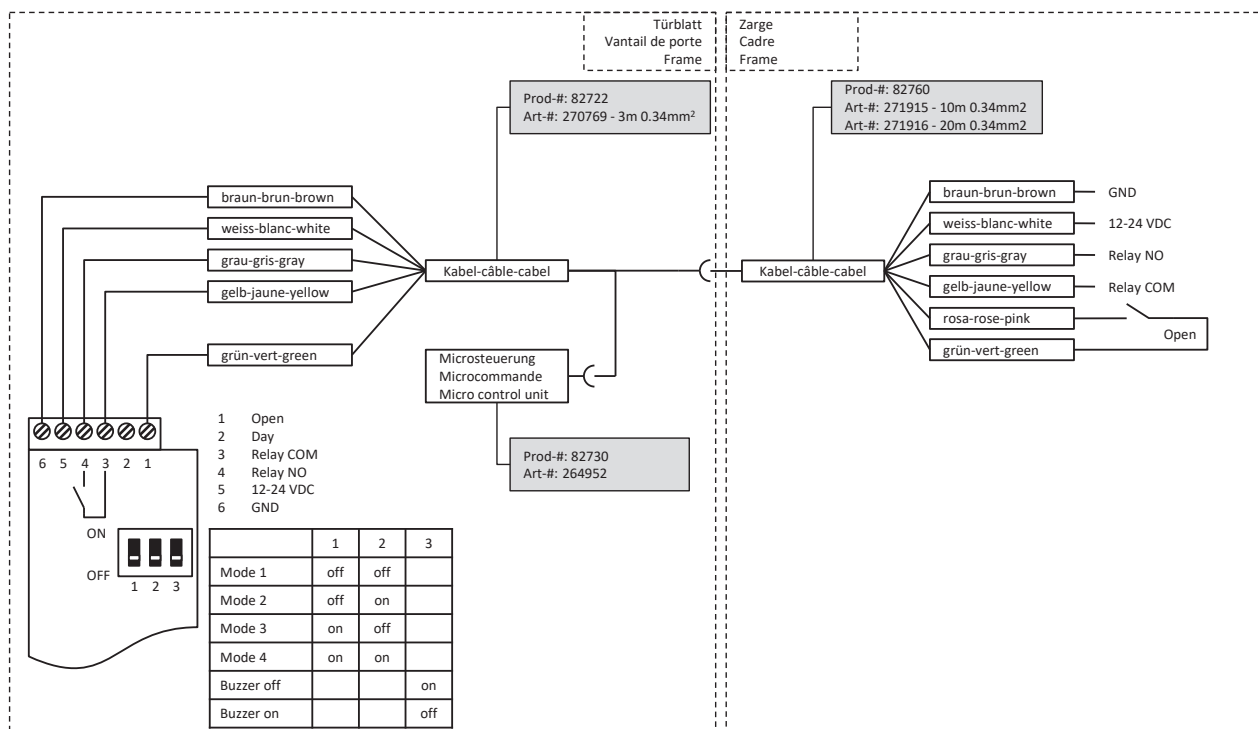 Türblatt
Vantail de porte
Frame
Zarge
Cadre
Frame
Prod-#: 82722
Art-#: 270769 - 3m 0.34mm²
Prod-#: 82760
Art-#: 271915 - 10m 0.34mm2
Art-#: 271916 - 20m 0.34mm2
braun-brun-brown
weiss-blanc-white
grau-gris-gray
gelb-jaune-yellow
grün-vert-green
Kabel-câble-cabel
Kabel-câble-cabel
braun-brun-brown GND
weiss-blanc-white 12-24 VDC
grau-gris-gray Relay NO
gelb-jaune-yellow Relay COM
rosa-rose-pink
Open
grün-vert-green
Microsteuerung
Microcommande
Micro control unit
Prod-#: 82730
Art-#: 264952
6 5 4 3 2 1
ON
OFF
1 2 3
1 Open
2 Day
3 Relay COM
4 Relay NO
5 12-24 VDC
6 GND
1 2 3
Mode 1 off off
Mode 2 off on
Mode 3 on off
Mode 4 on on
Buzzer off on
Buzzer on off